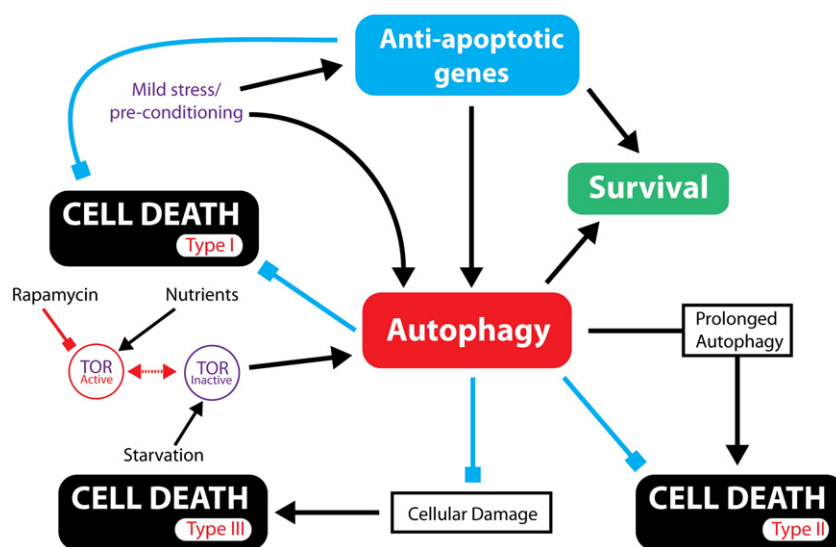 Anti-apoptotic
genes
Mild stress/
pre-conditioning
Survival
CELL DEATH
Type I
Rapamycin
Nutrients
Autophagy
Prolonged
Autophagy
TOR
Active
TOR
Inactive
Starvation
CELL DEATH
Type III
Cellular Damage
CELL DEATH
Type II